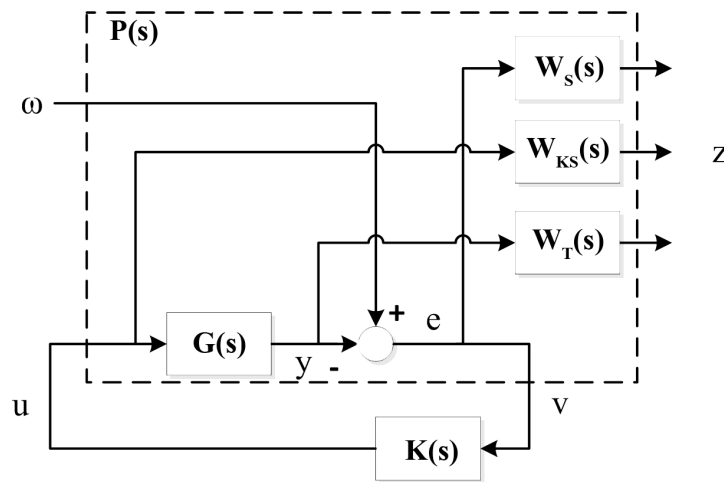 P(s)
W_S(s)
ω
W_KS(s)
z
W_T(s)
+
e
G(s)
y
-
u
v
K(s)